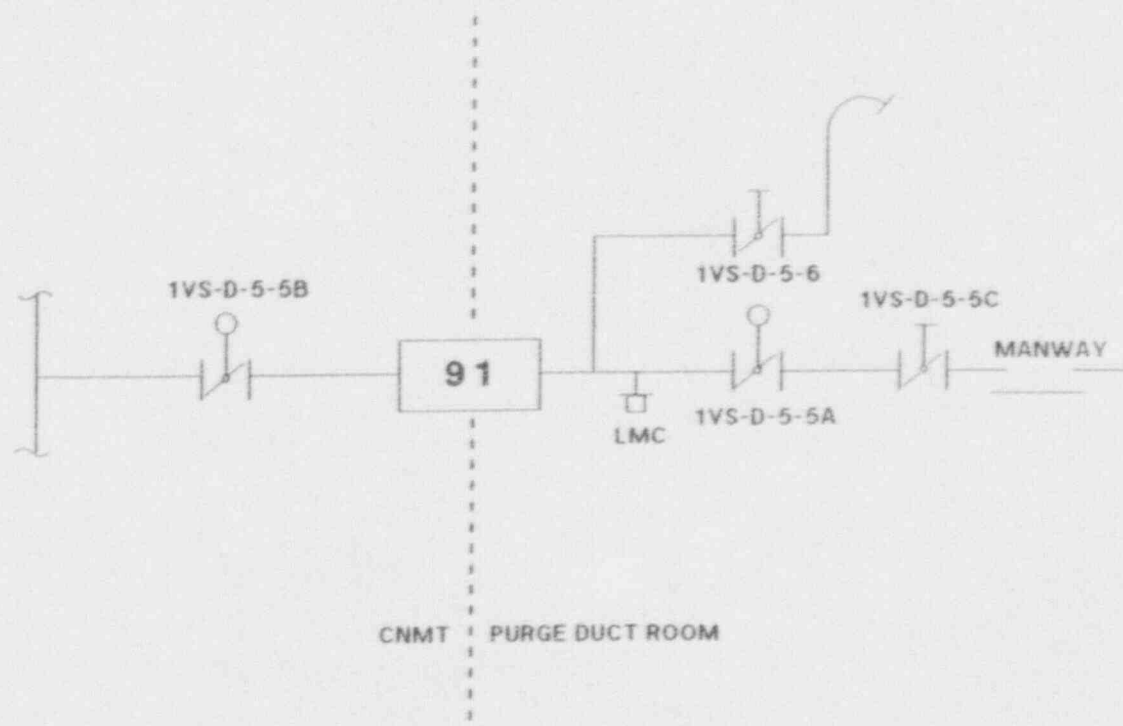 1VS-D-5-5B
91
1VS-D-5-6
1VS-D-5-5C
MANWAY
LMC
1VS-D-5-5A
CNMT
PURGE DUCT ROOM